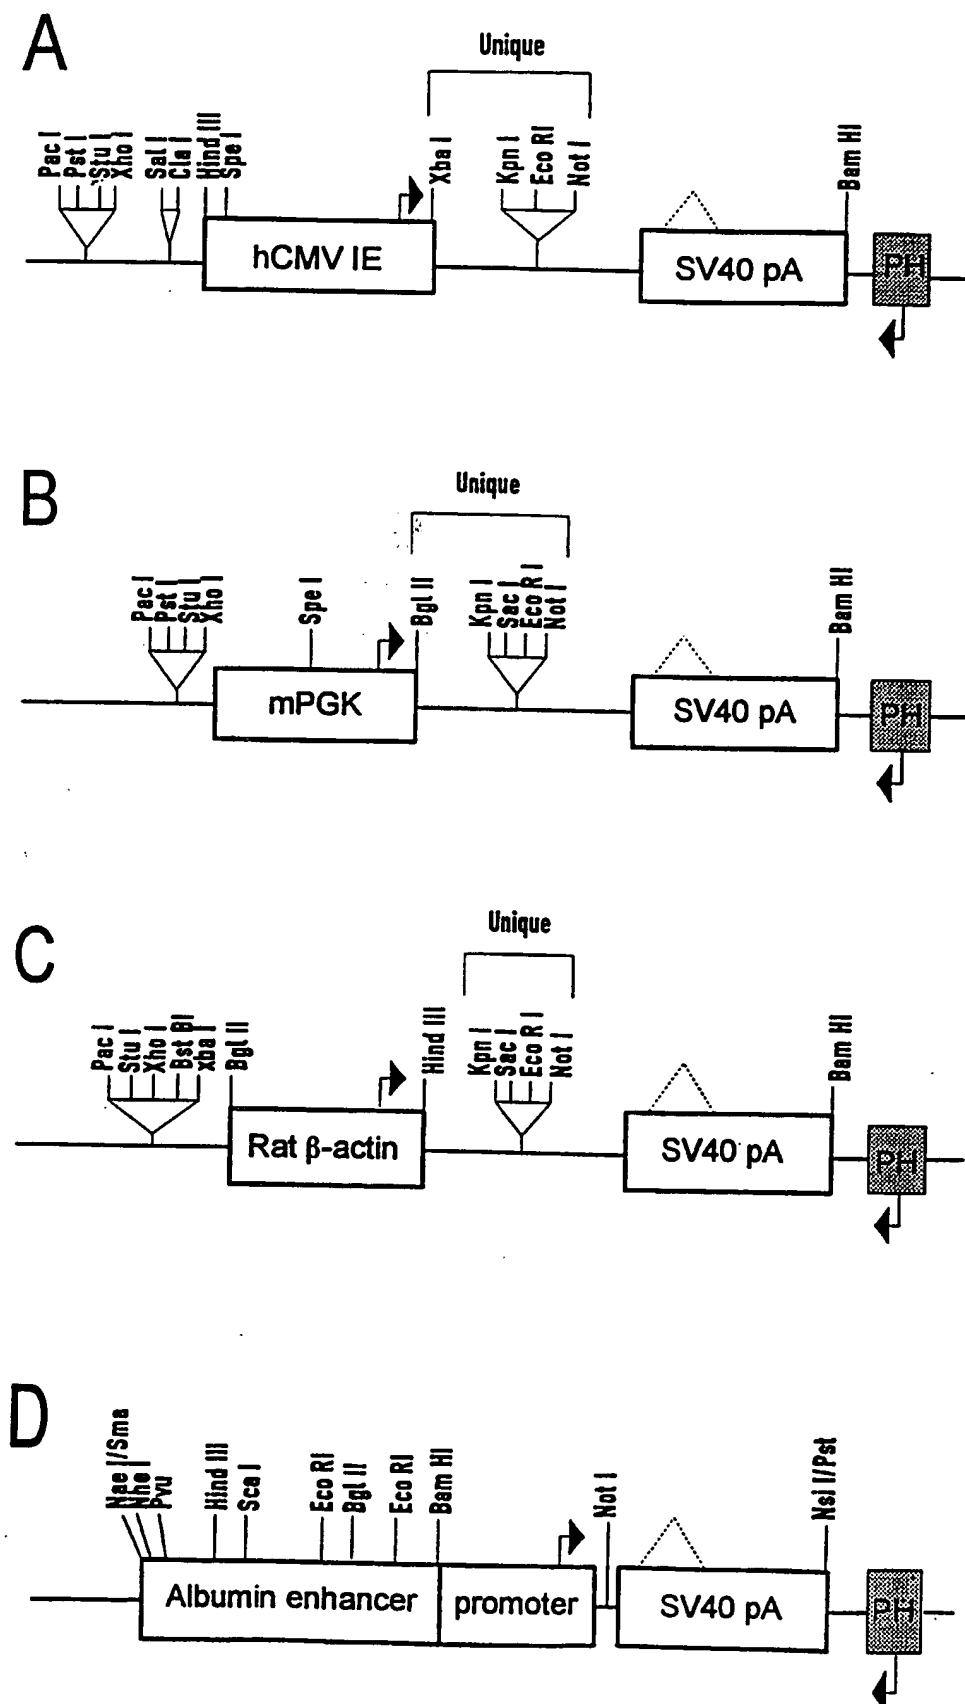 A
Unique
Pac I
Pst I
Stu I
Xho I
Sal I
Cla I
Hind III
Spe I
Xba I
Kpn I
Eco RI
Not I
Bam HI
hCMV IE
SV40 pA
PH
B
Unique
Pac I
Pst I
Stu I
Xho I
Spe I
Bgl II
Kpn I
Sac I
Eco R I
Not I
Bam HI
mPGK
SV40 pA
PH
C
Unique
Pac I
Stu I
Xho I
Bst BI
xba I
Bgl II
Hind III
Kpn I
Sac I
Eco R I
Not I
Bam HI
Rat β-actin
SV40 pA
PH
D
Nae I/Sma
Nhe I
Pvu
Hind III
Sca I
Eco RI
Bgl II
Eco RI
Bam HI
Not I
Nsi I/Pst
Albumin enhancer
promoter
SV40 pA
PH